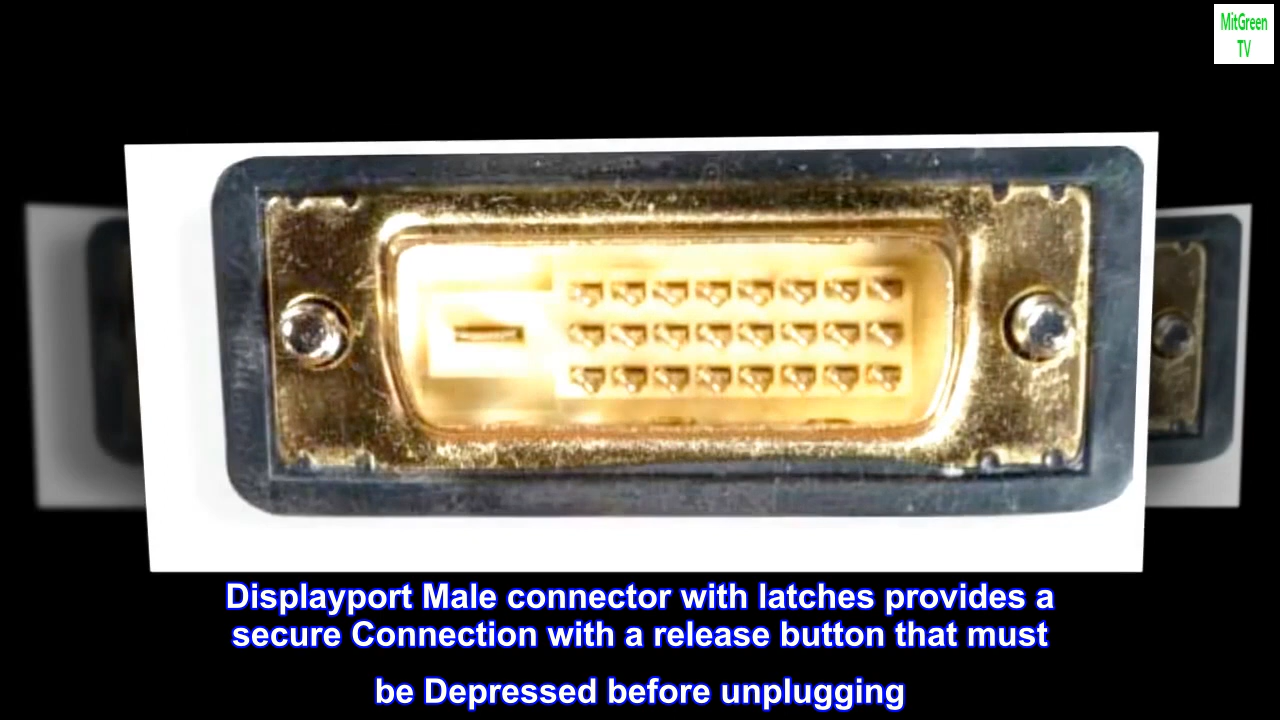 MitGreen
TV
Displayport Male connector with latches provides a
secure Connection with a release button that must
be Depressed before unplugging